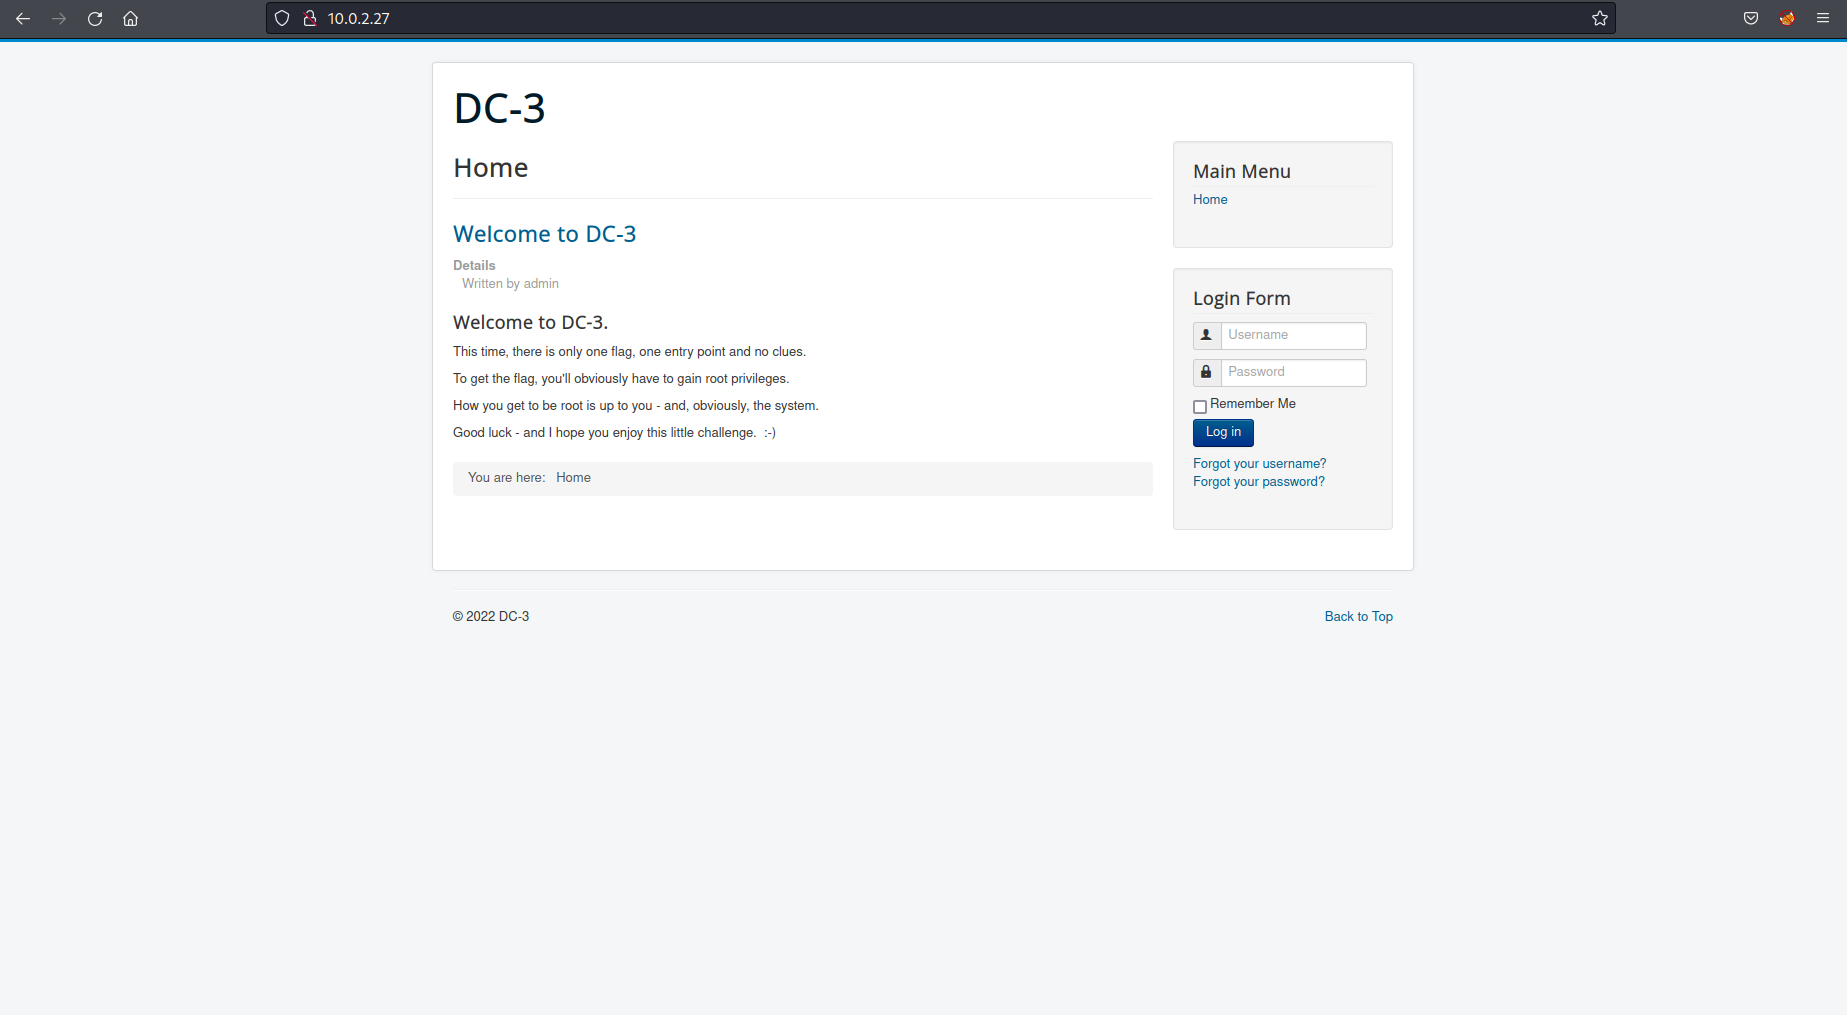 10.0.2.27
DC-3
Home
Welcome to DC-3
Details
Written by admin
Welcome to DC-3.
This time, there is only one flag, one entry point and no clues.
To get the flag, you'll obviously have to gain root privileges.
How you get to be root is up to you - and, obviously, the system.
Good luck - and I hope you enjoy this little challenge.  :-)
You are here: Home
Main Menu
Home
Login Form
Username
Password
Remember Me
Log in
Forgot your username?
Forgot your password?
© 2022 DC-3
Back to Top